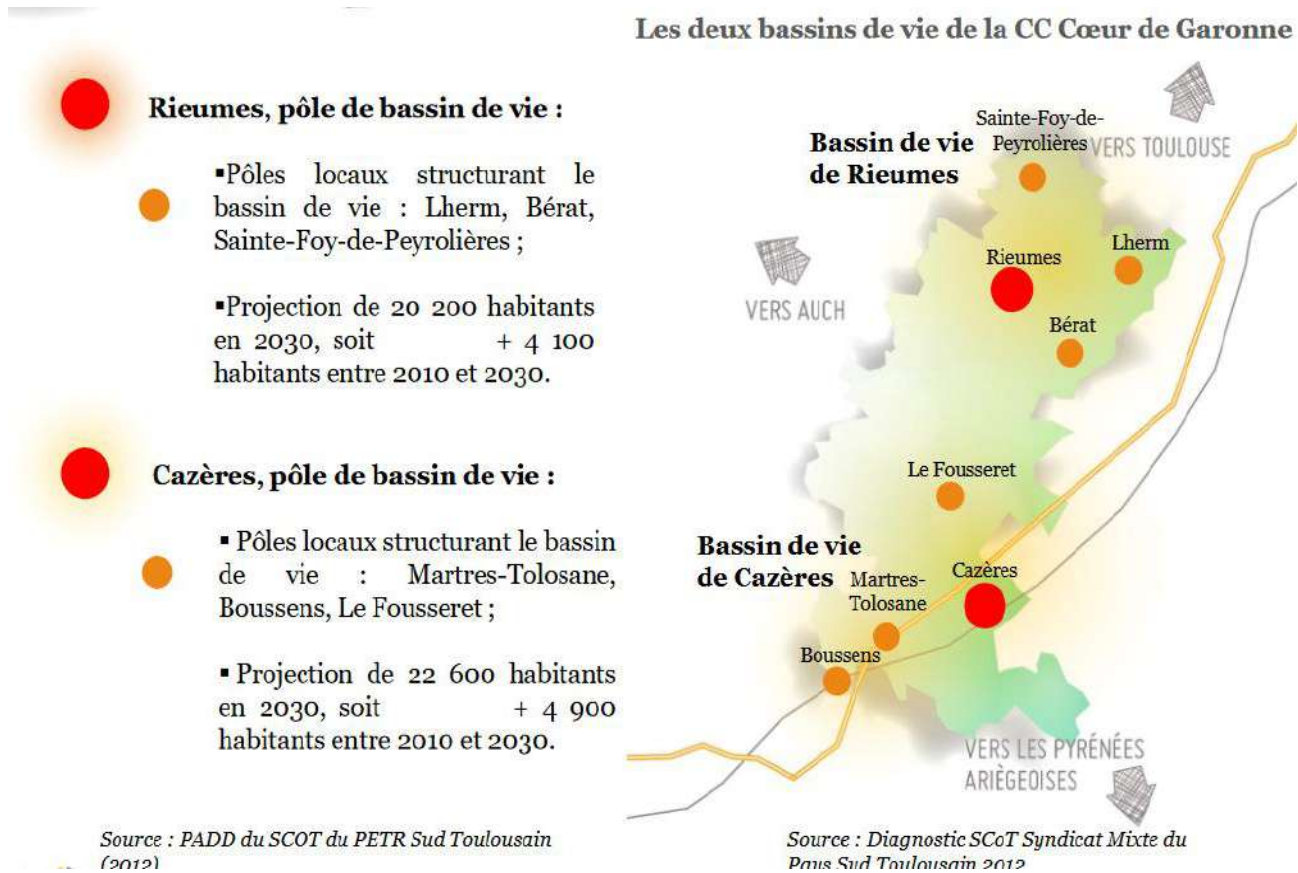 Les deux bassins de vie de la CC Cœur de Garonne
Rieumes, pôle de bassin de vie :
▪Pôles locaux structurant le
bassin de vie : Lherm, Bérat,
Sainte-Foy-de-Peyrolières ;
▪Projection de 20 200 habitants
en 2030, soit + 4 100
habitants entre 2010 et 2030.
Cazères, pôle de bassin de vie :
▪ Pôles locaux structurant le bassin
de vie : Martres-Tolosane,
Boussens, Le Fousseret ;
▪ Projection de 22 600 habitants
en 2030, soit + 4 900
habitants entre 2010 et 2030.
Source : PADD du SCOT du PETR Sud Toulousain
(2012)
Sainte-Foy-de-
Peyrolières
VERS TOULOUSE
Bassin de vie
de Rieumes
Lherm
Rieumes
VERS AUCH
Bérat
Le Fousseret
Bassin de vie
de Cazères
Cazères
Martres-
Tolosane
Boussens
VERS LES PYRÉNÉES
ARIÈGEOISES
Source : Diagnostic SCoT Syndicat Mixte du
Pays Sud Toulousain 2012